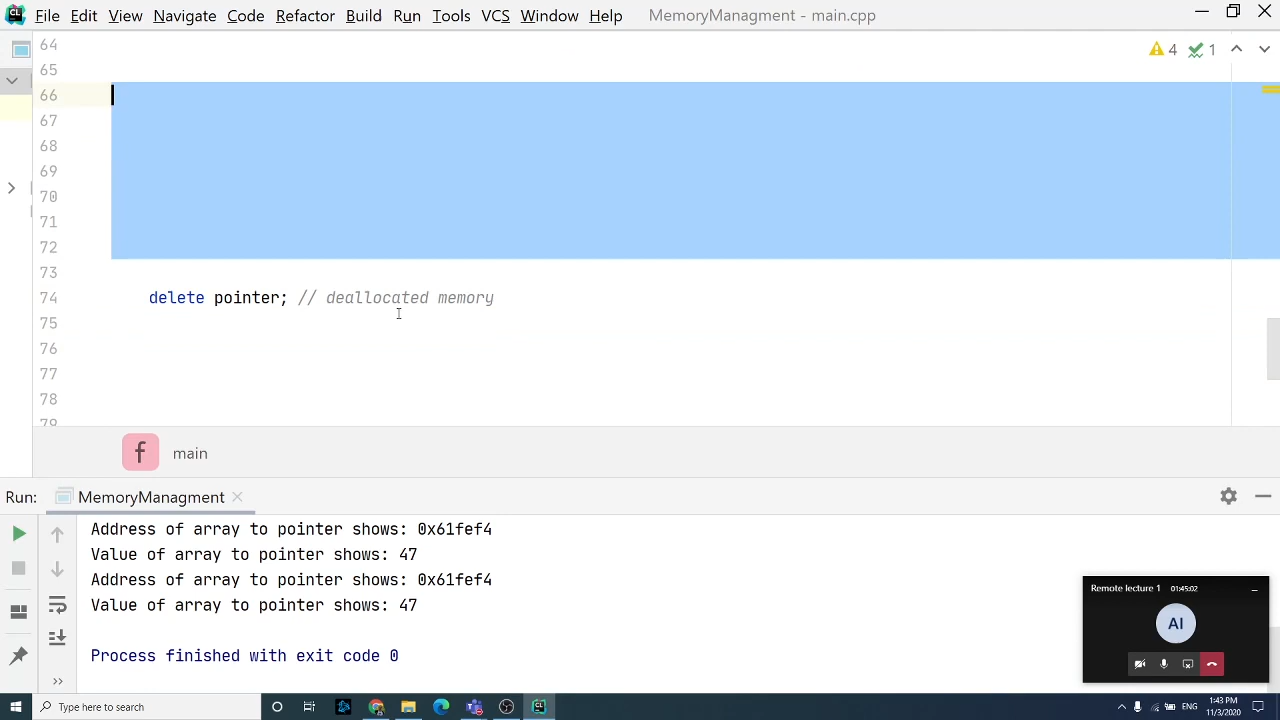 CL File Edit View Navigate Code Refactor Build Run Tools VCS Window Help MemoryManagment - main.cpp
64
4 1
65
66
67
68
69
70
71
72
73
74 delete pointer; // deallocated memory
75
76
77
78
79
f main
Run: MemoryManagment
Address of array to pointer shows: 0x61fef4
Value of array to pointer shows: 47
Address of array to pointer shows: 0x61fef4
Value of array to pointer shows: 47
Process finished with exit code 0
Remote lecture 1 01:45:02
AI
Type here to search
CL
ENG
1:43 PM
11/3/2020